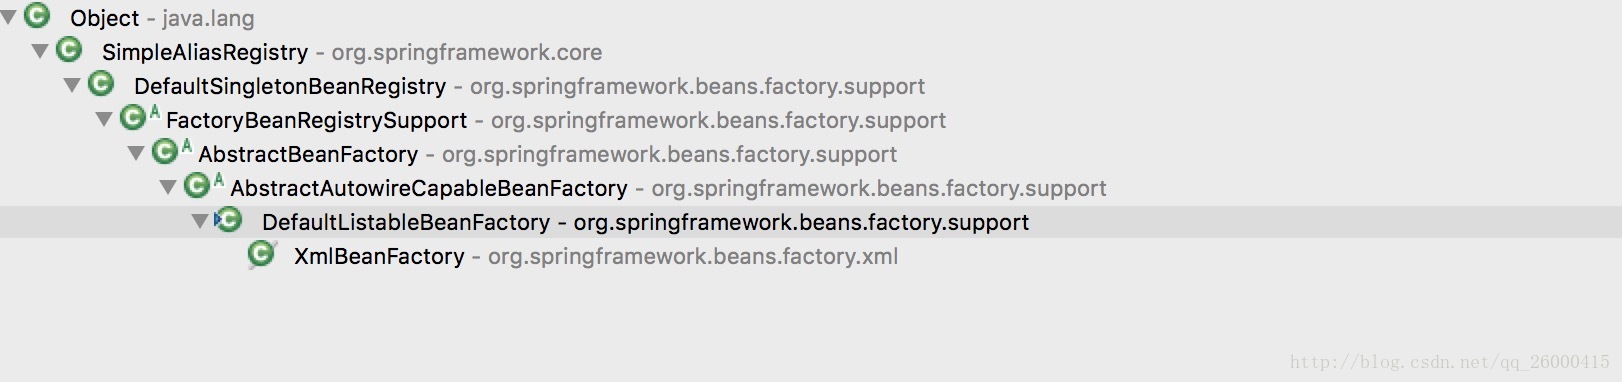 Object - java.lang
SimpleAliasRegistry - org.springframework.core
DefaultSingletonBeanRegistry - org.springframework.beans.factory.support
FactoryBeanRegistrySupport - org.springframework.beans.factory.support
AbstractBeanFactory - org.springframework.beans.factory.support
AbstractAutowireCapableBeanFactory - org.springframework.beans.factory.support
DefaultListableBeanFactory - org.springframework.beans.factory.support
XmlBeanFactory - org.springframework.beans.factory.xml
http://blog.csdn.net/qq_26000415